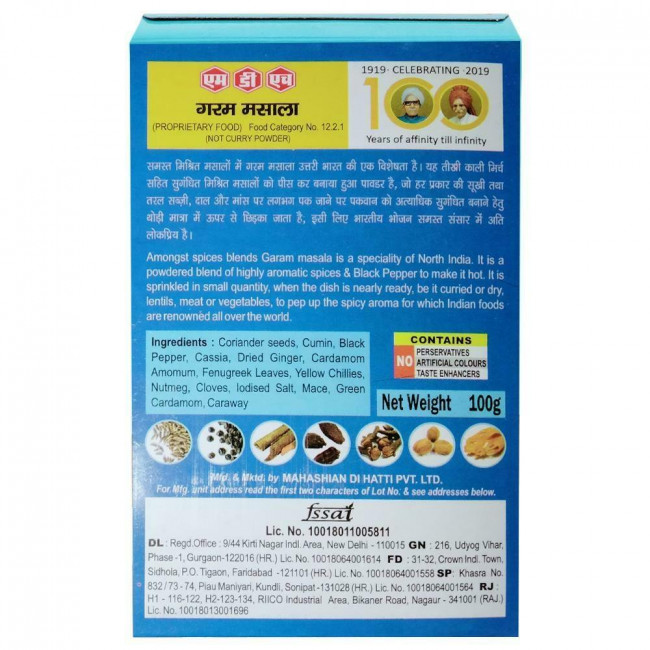 एम डी एच
गरम मसाला
(PROPRIETARY FOOD) Food Category No. 12.2.1
(NOT CURRY POWDER)
1919 - CELEBRATING - 2019
100
Years of affinity till infinity
समस्त मिश्रित मसालों में गरम मसाला उत्तरी भारत की एक विशेषता है। यह तीखी काली मिर्च
सहित सुगंधित मिश्रित मसालों को पीस कर बनाया हुआ पावडर है, जो हर प्रकार की सूखी तथा
तरल सब्ज़ी, दाल और मांस पर लगभग पक जाने पर पकवान को अत्याधिक सुगंधित बनाने हेतु
थोड़ी मात्रा में ऊपर से छिड़का जाता है, इसी लिए भारतीय भोजन समस्त संसार में अति
लोकप्रिय है।
Amongst spices blends Garam masala is a speciality of North India. It is a
powdered blend of highly aromatic spices & Black Pepper to make it hot. It is
sprinkled in small quantity, when the dish is nearly ready, be it curried or dry,
lentils, meat or vegetables, to pep up the spicy aroma for which Indian foods
are renowned all over the world.
Ingredients : Coriander seeds, Cumin, Black
Pepper, Cassia, Dried Ginger, Cardamom
Amomum, Fenugreek Leaves, Yellow Chillies,
Nutmeg, Cloves, Iodised Salt, Mace, Green
Cardamom, Caraway
CONTAINS
NO PERSERVATIVES
ARTIFICIAL COLOURS
TASTE ENHANCERS
Net Weight 100g
Mfd. & Mktd. by MAHASHIAN DI HATTI PVT. LTD.
For Mfg. unit address read the first two characters of Lot No: & see addresses below.
fssai
Lic. No. 10018011005811
DL : Regd.Office : 9/44 Kirti Nagar Indl. Area, New Delhi - 110015 GN : 216, Udyog Vihar,
Phase -1, Gurgaon-122016 (HR.) Lic. No. 10018064001614 FD : 31-32, Crown Indl. Town,
Sidhola, P.O. Tigaon, Faridabad -121101 (HR.) Lic. No. 10018064001558 SP: Khasra No.
832 / 73 - 74, Piau Maniyari, Kundli, Sonipat-131028 (HR.) Lic. No. 10018064001564 RJ :
H1 - 116-122, H2-123-134, RIICO Industrial Area, Bikaner Road, Nagaur - 341001 (RAJ.)
Lic. No. 10018013001696